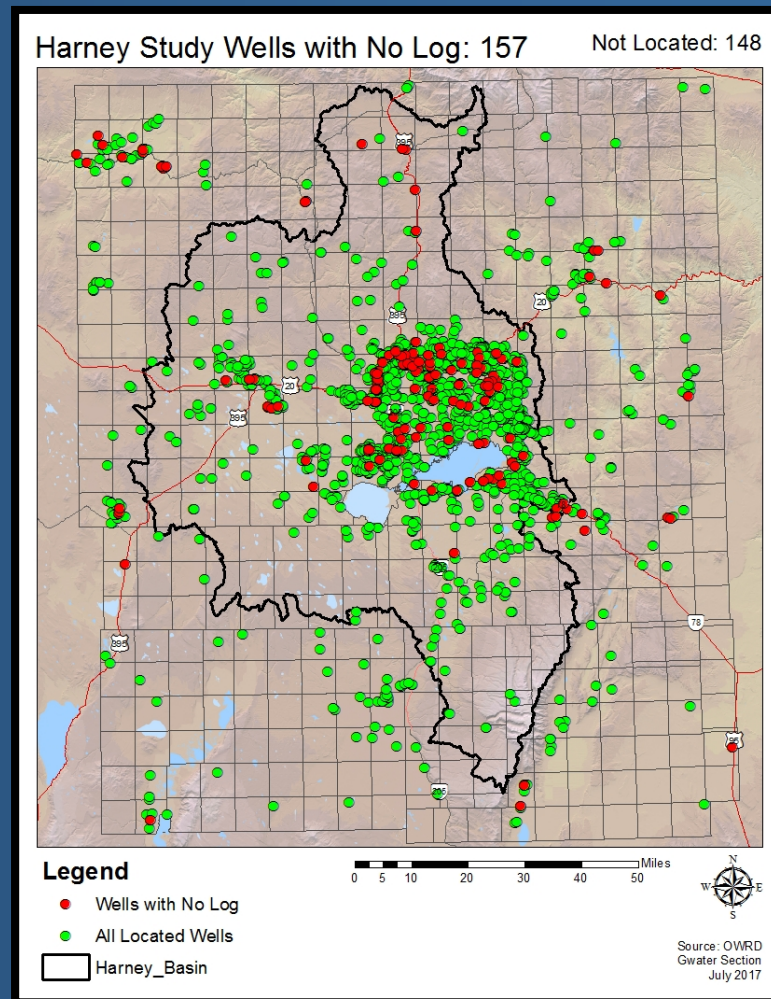 Harney Study Wells with No Log: 157
Not Located: 148
395
20
395
20
395
78
395
95
205
Legend
Wells with No Log
All Located Wells
Harney_Basin
Miles
0 5 10 20 30 40 50
N
W E
S
Source: OWRD
Gwater Section
July 2017